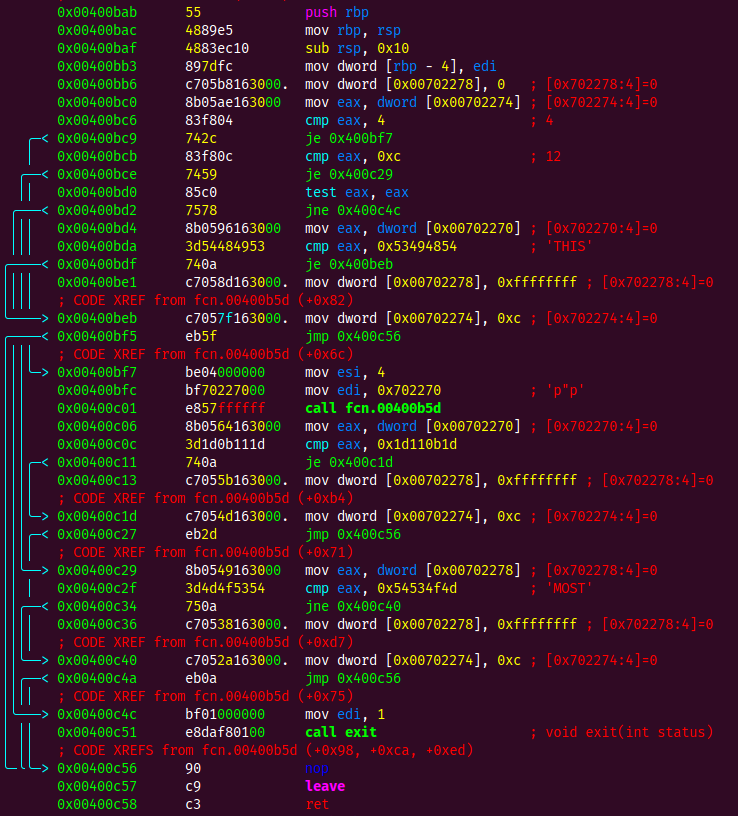 0x00400bab 55 push rbp
0x00400bac 4889e5 mov rbp, rsp
0x00400baf 4883ec10 sub rsp, 0x10
0x00400bb3 897dfc mov dword [rbp - 4], edi
0x00400bb6 c705b8163000. mov dword [0x00702278], 0 ; [0x702278:4]=0
0x00400bc0 8b05ae163000 mov eax, dword [0x00702274] ; [0x702274:4]=0
0x00400bc6 83f804 cmp eax, 4 ; 4
0x00400bc9 742c je 0x400bf7
0x00400bcb 83f80c cmp eax, 0xc ; 12
0x00400bce 7459 je 0x400c29
0x00400bd0 85c0 test eax, eax
0x00400bd2 7578 jne 0x400c4c
0x00400bd4 8b0596163000 mov eax, dword [0x00702270] ; [0x702270:4]=0
0x00400bda 3d54484953 cmp eax, 0x53494854 ; 'THIS'
0x00400bdf 740a je 0x400beb
0x00400be1 c7058d163000. mov dword [0x00702278], 0xffffffff ; [0x702278:4]=0
; CODE XREF from fcn.00400b5d (+0x82)
0x00400beb c7057f163000. mov dword [0x00702274], 0xc ; [0x702274:4]=0
0x00400bf5 eb5f jmp 0x400c56
; CODE XREF from fcn.00400b5d (+0x6c)
0x00400bf7 be04000000 mov esi, 4
0x00400bfc bf70227000 mov edi, 0x702270 ; 'p"p'
0x00400c01 e857ffffff call fcn.00400b5d
0x00400c06 8b0564163000 mov eax, dword [0x00702270] ; [0x702270:4]=0
0x00400c0c 3d1d0b111d cmp eax, 0x1d110b1d
0x00400c11 740a je 0x400c1d
0x00400c13 c7055b163000. mov dword [0x00702278], 0xffffffff ; [0x702278:4]=0
; CODE XREF from fcn.00400b5d (+0xb4)
0x00400c1d c7054d163000. mov dword [0x00702274], 0xc ; [0x702274:4]=0
0x00400c27 eb2d jmp 0x400c56
; CODE XREF from fcn.00400b5d (+0x71)
0x00400c29 8b0549163000 mov eax, dword [0x00702278] ; [0x702278:4]=0
0x00400c2f 3d4d4f5354 cmp eax, 0x54534f4d ; 'MOST'
0x00400c34 750a jne 0x400c40
0x00400c36 c70538163000. mov dword [0x00702278], 0xffffffff ; [0x702278:4]=0
; CODE XREF from fcn.00400b5d (+0xd7)
0x00400c40 c7052a163000. mov dword [0x00702274], 0xc ; [0x702274:4]=0
0x00400c4a eb0a jmp 0x400c56
; CODE XREF from fcn.00400b5d (+0x75)
0x00400c4c bf01000000 mov edi, 1
0x00400c51 e8daf80100 call exit ; void exit(int status)
; CODE XREFS from fcn.00400b5d (+0x98, +0xca, +0xed)
0x00400c56 90 nop
0x00400c57 c9 leave
0x00400c58 c3 ret